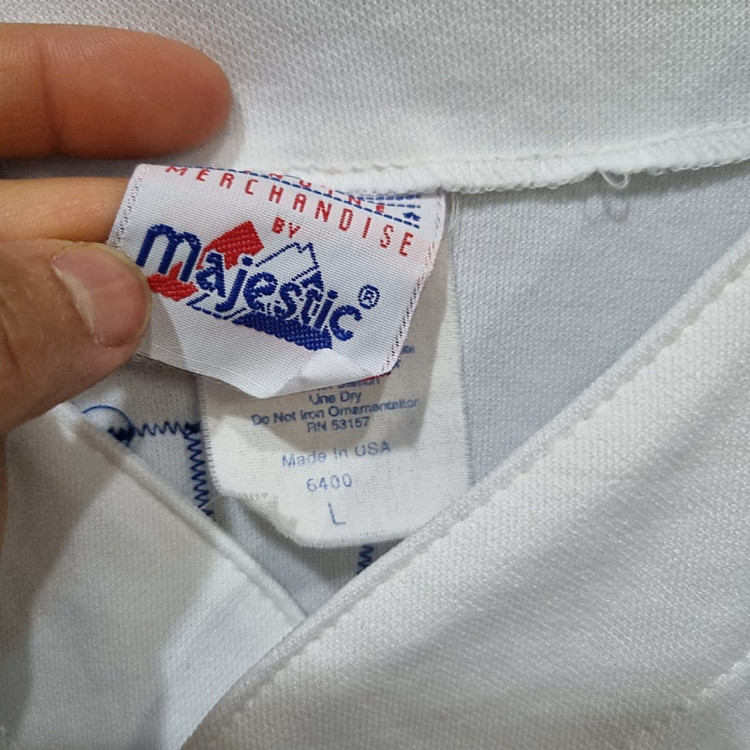 MERCHANDISE
BY
majestic®
Line Dry
Do Not Iron Ornamentation
RN 53157
Made In USA
6400
L